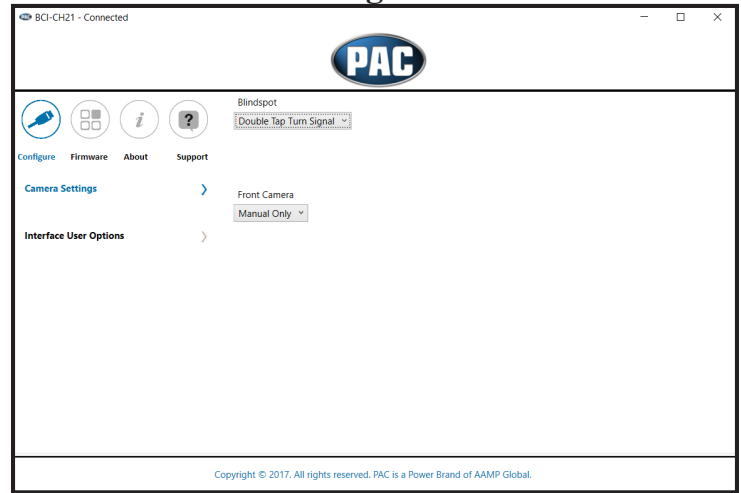 BCI-CH21 - Connected
PAC
Configure Firmware About Support
Blindspot
Double Tap Turn Signal
Camera Settings
Front Camera
Manual Only
Interface User Options
Copyright © 2017. All rights reserved. PAC is a Power Brand of AAMP Global.